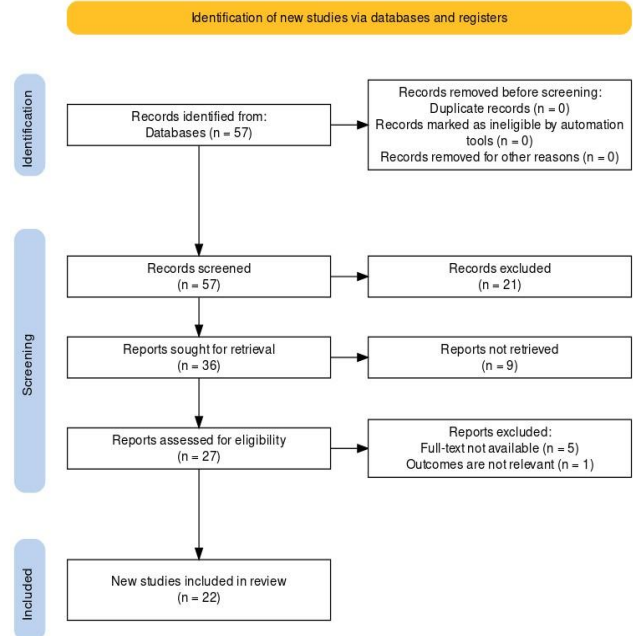 Identification of new studies via databases and registers
Identification
Records identified from:
Databases (n = 57)
Records removed before screening:
Duplicate records (n = 0)
Records marked as ineligible by automation
tools (n = 0)
Records removed for other reasons (n = 0)
Screening
Records screened
(n = 57)
Records excluded
(n = 21)
Reports sought for retrieval
(n = 36)
Reports not retrieved
(n = 9)
Reports assessed for eligibility
(n = 27)
Reports excluded:
Full-text not available (n = 5)
Outcomes are not relevant (n = 1)
Included
New studies included in review
(n = 22)